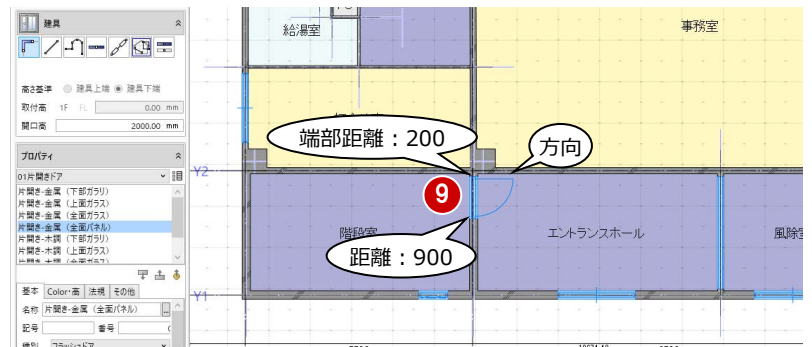 建具
高さ基準 建具上端 建具下端
取付高 1F FL 0.00 mm
開口高 2000.00 mm
プロパティ
01片開きドア
片開き-金属（下部ガラリ）
片開き-金属（上面ガラス）
片開き-金属（全面ガラス）
片開き-金属（全面パネル）
片開き-木調（下部ガラリ）
片開き-木調（上面ガラス）
基本 Color・高 法規 その他
名称 片開き-金属（全面パネル） ...
記号 番号
給湯室
事務室
端部距離：200
方向
Y2
9
階段室
エントランスホール
距離：900
Y1